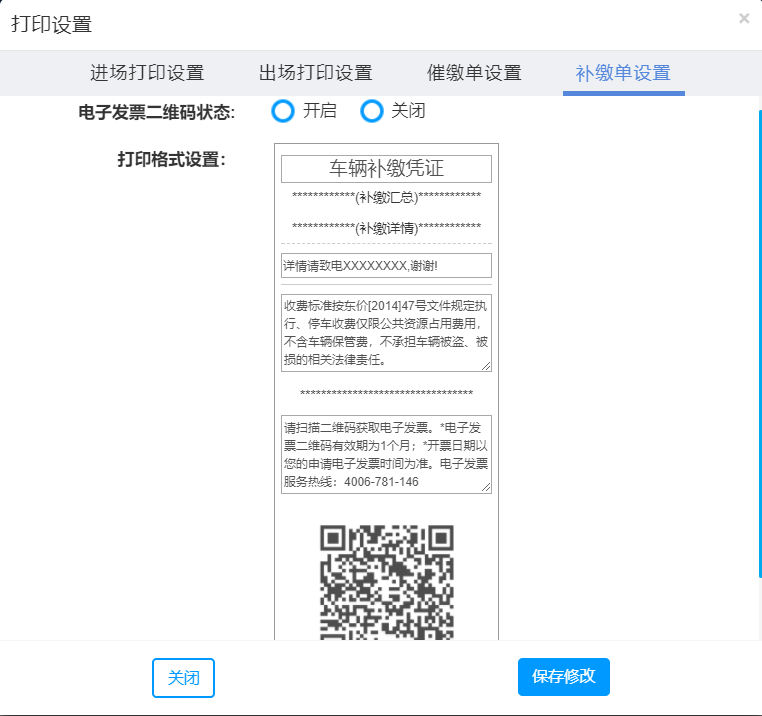 打印设置
×
进场打印设置 出场打印设置 催缴单设置 补缴单设置
电子发票二维码状态: 开启 关闭
打印格式设置:
车辆补缴凭证
************(补缴汇总)************
************(补缴详情)************
详情请致电XXXXXXXX,谢谢!
收费标准按东价[2014]47号文件规定执
行、停车收费仅限公共资源占用费用，
不含车辆保管费，不承担车辆被盗、被
损的相关法律责任。
*********************************
请扫描二维码获取电子发票。*电子发
票二维码有效期为1个月；*开票日期以
您的申请电子发票时间为准。电子发票
服务热线：4006-781-146
关闭 保存修改